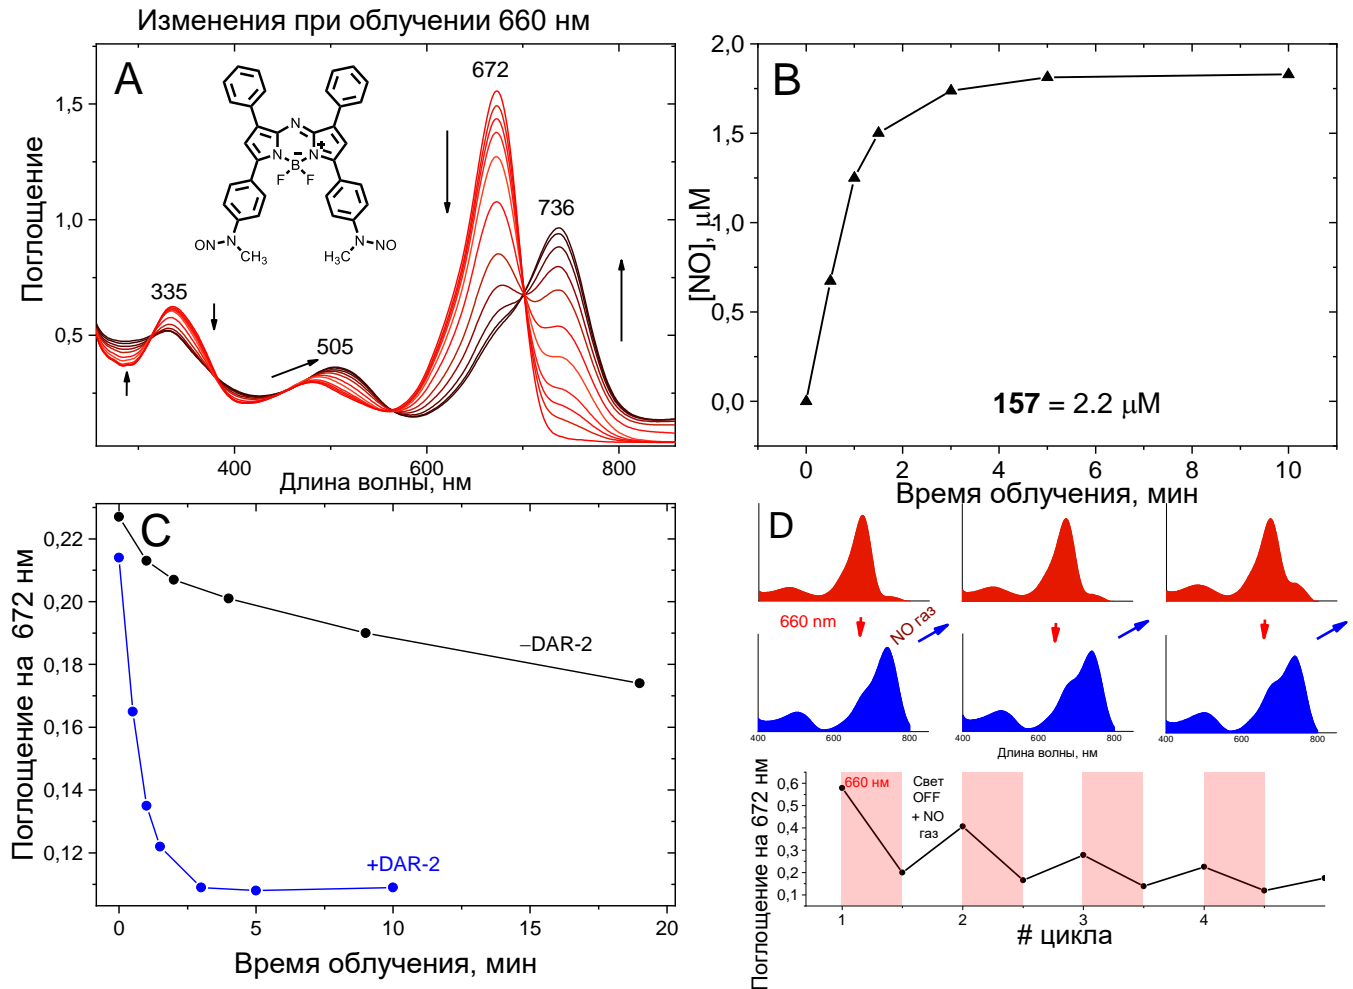 Изменения при облучении 660 нм
A
Поглощение
1,5
1,0
0,5
672
736
335
505
N
N
N
B
F F
ON N
CH₃
N NO
H₃C
400
600
800
Длина волны, нм
B
[NO], μM
2,0
1,5
1,0
0,5
0,0
157 = 2.2 μM
0
2
4
6
8
10
Время облучения, мин
C
Поглощение на 672 нм
0,22
0,20
0,18
0,16
0,14
0,12
–DAR-2
+DAR-2
0
5
10
15
20
Время облучения, мин
D
660 nm
NO газ
400
600
800
400
600
800
400
600
800
Длина волны, нм
Поглощение на 672 нм
0,6
0,5
0,4
0,3
0,2
0,1
660 нм
Свет
OFF
+ NO
газ
1
2
3
4
# цикла